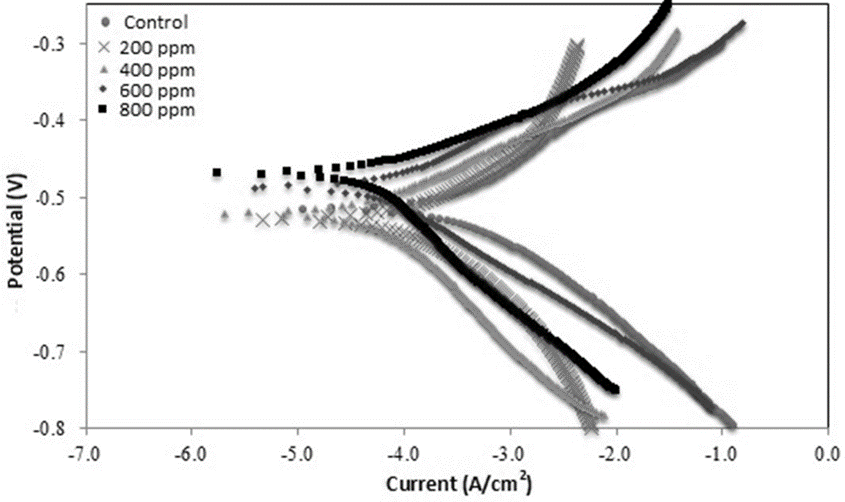 Control
200 ppm
400 ppm
600 ppm
800 ppm
-0.3
-0.4
-0.5
-0.6
-0.7
-0.8
Potential (V)
-7.0 -6.0 -5.0 -4.0 -3.0 -2.0 -1.0 0.0
Current (A/cm²)